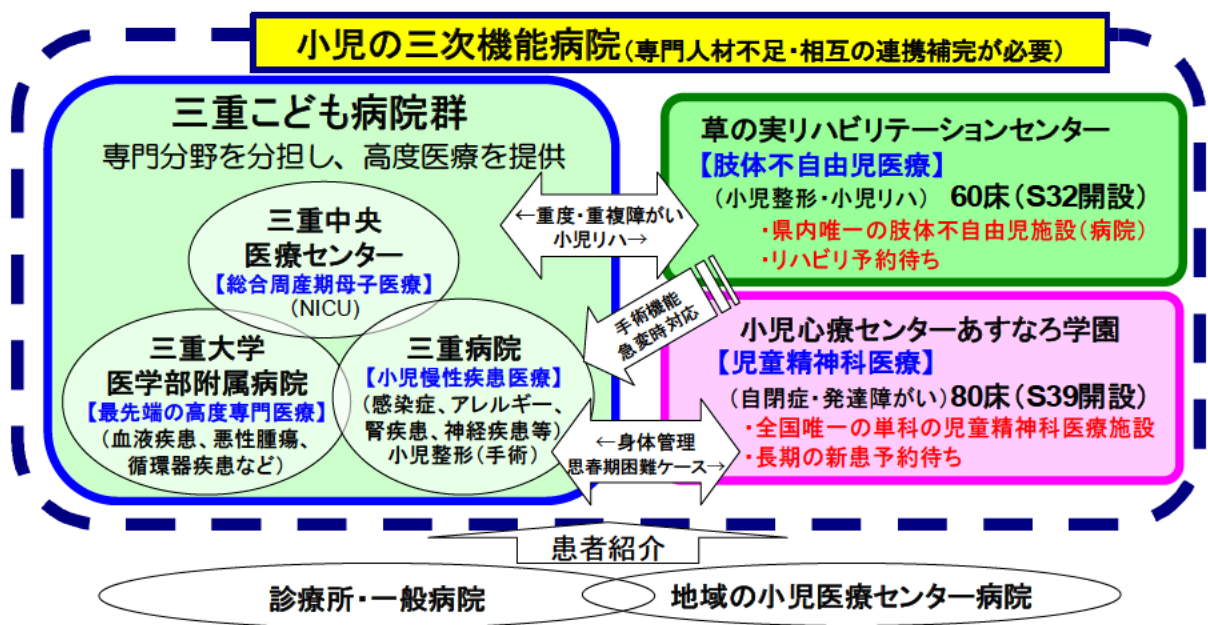 小児の三次機能病院(専門人材不足・相互の連携補完が必要)
三重こども病院群
専門分野を分担し、高度医療を提供
三重中央
医療センター
【総合周産期母子医療】
(NICU)
三重大学
医学部附属病院
【最先端の高度専門医療】
(血液疾患、悪性腫瘍、
循環器疾患など)
三重病院
【小児慢性疾患医療】
(感染症、アレルギー、
腎疾患、神経疾患等)
小児整形(手術)
←重度・重複障がい
小児リハ→
手術機能
急変時対応
←身体管理
思春期困難ケース→
草の実リハビリテーションセンター
【肢体不自由児医療】
(小児整形・小児リハ) 60床(S32開設)
・県内唯一の肢体不自由児施設(病院)
・リハビリ予約待ち
小児心療センターあすなろ学園
【児童精神科医療】
(自閉症・発達障がい)80床(S39開設)
・全国唯一の単科の児童精神科医療施設
・長期の新患予約待ち
患者紹介
診療所・一般病院
地域の小児医療センター病院